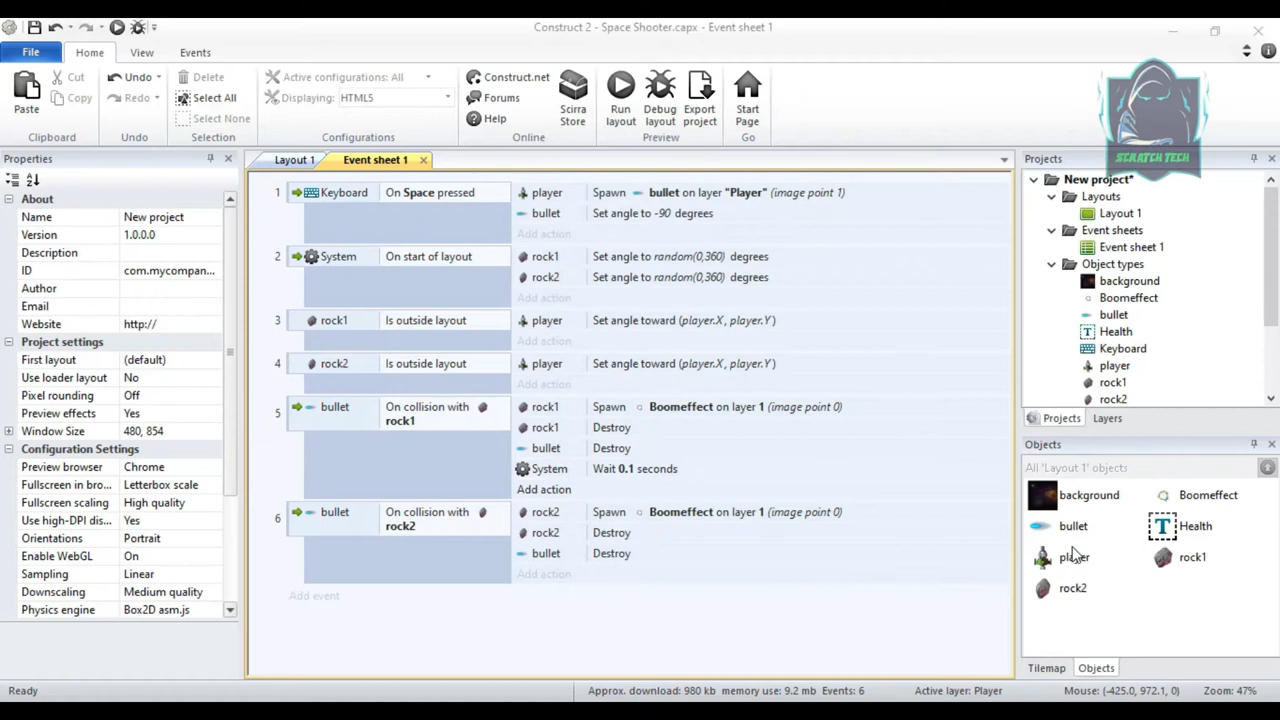 Construct 2 - Space Shooter.capx - Event sheet 1
File Home View Events
Paste
Cut
Copy
Clipboard
Undo
Redo
Undo
Delete
Select All
Select None
Selection
Active configurations: All
Displaying: HTML5
Configurations
Construct.net
Forums
Help
Scirra
Store
Online
Run
layout
Debug
layout
Export
project
Preview
Start
Page
Go
SCRATCH TECH
Properties
About
Name New project
Version 1.0.0.0
Description
ID com.mycompan...
Author
Email
Website http://
Project settings
First layout (default)
Use loader layout No
Pixel rounding Off
Preview effects Yes
Window Size 480, 854
Configuration Settings
Preview browser Chrome
Fullscreen in bro... Letterbox scale
Fullscreen scaling High quality
Use high-DPI dis... Yes
Orientations Portrait
Enable WebGL On
Sampling Linear
Downscaling Medium quality
Physics engine Box2D asm.js
Layout 1 Event sheet 1
1 Keyboard On Space pressed player Spawn bullet on layer "Player" (image point 1)
bullet Set angle to -90 degrees
Add action
2 System On start of layout rock1 Set angle to random(0,360) degrees
rock2 Set angle to random(0,360) degrees
Add action
3 rock1 Is outside layout player Set angle toward (player.X, player.Y)
Add action
4 rock2 Is outside layout player Set angle toward (player.X, player.Y)
Add action
5 bullet On collision with rock1 Spawn Boomeffect on layer 1 (image point 0)
rock1 rock1 Destroy
bullet Destroy
System Wait 0.1 seconds
Add action
6 bullet On collision with rock2 Spawn Boomeffect on layer 1 (image point 0)
rock2 rock2 Destroy
bullet Destroy
Add action
Add event
Projects
New project*
Layouts
Layout 1
Event sheets
Event sheet 1
Object types
background
Boomeffect
bullet
Health
Keyboard
player
rock1
rock2
Projects Layers
Objects
All 'Layout 1' objects
background Boomeffect
bullet Health
player rock1
rock2
Tilemap Objects
Ready Approx. download: 980 kb memory use: 9.2 mb Events: 6 Active layer: Player Mouse: (-425.0, 972.1, 0) Zoom: 47%